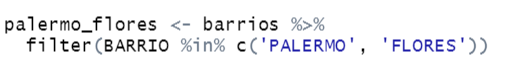 palermo_flores <- barrios %>%
filter(BARRIO %in% c('PALERMO', 'FLORES'))